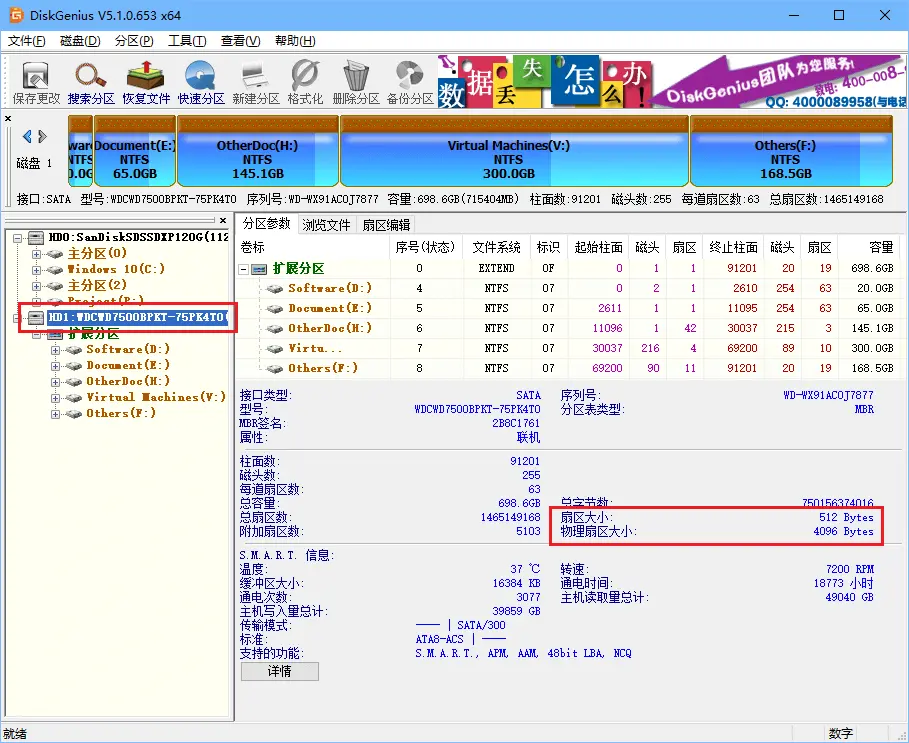 DiskGenius V5.1.0.653 x64
文件(F) 磁盘(D) 分区(P) 工具(T) 查看(V) 帮助(H)
保存更改 搜索分区 恢复文件 快速分区 新建分区 格式化 删除分区 备份分区
数据丢失怎么办!
DiskGenius团队为您服务!
致电: 400-008-
QQ: 4000089958(与电话
Document(E:) NTFS 65.0GB
OtherDoc(H:) NTFS 145.1GB
Virtual Machines(V:) NTFS 300.0GB
Others(F:) NTFS 168.5GB
磁盘 1
接口:SATA 型号:WDCWD7500BPKT-75PK4T0 序列号:WD-WX91AC0J7877 容量:698.6GB(715404MB) 柱面数:91201 磁头数:255 每道扇区数:63 总扇区数:1465149168
HD0:SanDiskSDSSDXP120G(112
主分区(0)
Windows 10(C:)
主分区(2)
Project(P:)
HD1:WDCWD7500BPKT-75PK4T0(
扩展分区
Software(D:)
Document(E:)
OtherDoc(H:)
Virtual Machines(V:)
Others(F:)
分区参数 浏览文件 扇区编辑
卷标 序号(状态) 文件系统 标识 起始柱面 磁头 扇区 终止柱面 磁头 扇区 容量
扩展分区 0 EXTEND 0F 0 1 1 91201 20 19 698.6GB
Software(D:) 4 NTFS 07 0 2 1 2610 254 63 20.0GB
Document(E:) 5 NTFS 07 2611 1 1 11095 254 63 65.0GB
OtherDoc(H:) 6 NTFS 07 11096 1 42 30037 215 3 145.1GB
Virtu... 7 NTFS 07 30037 216 4 69200 89 10 300.0GB
Others(F:) 8 NTFS 07 69200 90 11 91201 20 19 168.5GB
接口类型: SATA 序列号: WD-WX91AC0J7877
型号: WDCWD7500BPKT-75PK4T0 分区表类型: MBR
MBR签名: 2B8C1761
属性: 联机
柱面数: 91201
磁头数: 255
每道扇区数: 63
总容量: 698.6GB 总字节数: 750156374016
总扇区数: 1465149168 扇区大小: 512 Bytes
附加扇区数: 5103 物理扇区大小: 4096 Bytes
S.M.A.R.T. 信息:
温度: 37 ℃ 转速: 7200 RPM
缓冲区大小: 16384 KB 通电时间: 18773 小时
通电次数: 3077 主机读取量总计: 49040 GB
主机写入量总计: 39859 GB
传输模式: ---- | SATA/300
标准: ATA8-ACS | ----
支持的功能: S.M.A.R.T., APM, AAM, 48bit LBA, NCQ
详情
就绪 数字